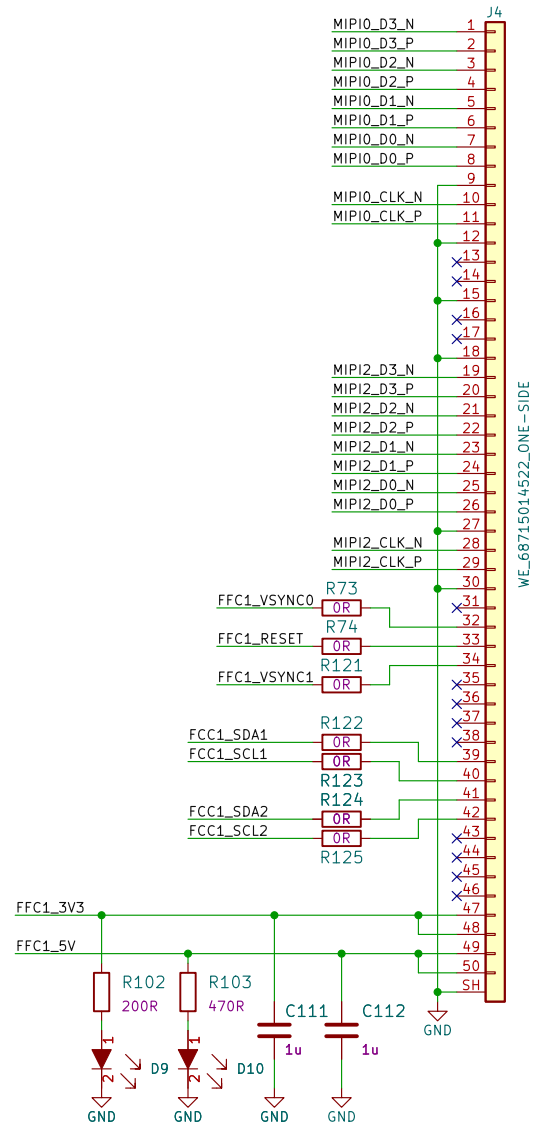 J4
MIPI0_D3_N 1
MIPI0_D3_P 2
MIPI0_D2_N 3
MIPI0_D2_P 4
MIPI0_D1_N 5
MIPI0_D1_P 6
MIPI0_D0_N 7
MIPI0_D0_P 8
9
MIPI0_CLK_N 10
MIPI0_CLK_P 11
12
13
14
15
16
17
18
MIPI2_D3_N 19
MIPI2_D3_P 20
MIPI2_D2_N 21
MIPI2_D2_P 22
MIPI2_D1_N 23
MIPI2_D1_P 24
MIPI2_D0_N 25
MIPI2_D0_P 26
27
MIPI2_CLK_N 28
MIPI2_CLK_P 29
30
WE_68715014522_ONE-SIDE
R73
FFC1_VSYNC0 0R 31
32
R74
FFC1_RESET 0R 33
R121 34
FFC1_VSYNC1 0R 35
36
37
R122
FCC1_SDA1 0R 38
FCC1_SCL1 0R 39
R123 40
R124 41
FCC1_SDA2 0R 42
FCC1_SCL2 0R 43
R125 44
45
46
FFC1_3V3 47
48
FFC1_5V 49
50
R102 R103 SH
200R 470R
C111 C112
GND
1u 1u
1 1
D9 D10
2 2
GND GND GND GND